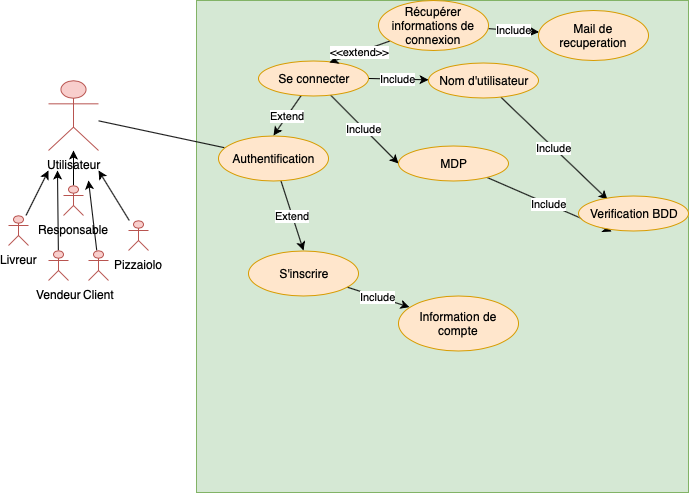 Récupérer
informations de
connexion
Include
Mail de
recuperation
<<extend>>
Se connecter
Include
Nom d'utilisateur
Extend
Include
Include
Utilisateur
Authentification
MDP
Include
Verification BDD
Responsable
Extend
Livreur
Pizzaiolo
S'inscrire
Vendeur
Client
Include
Information de
compte